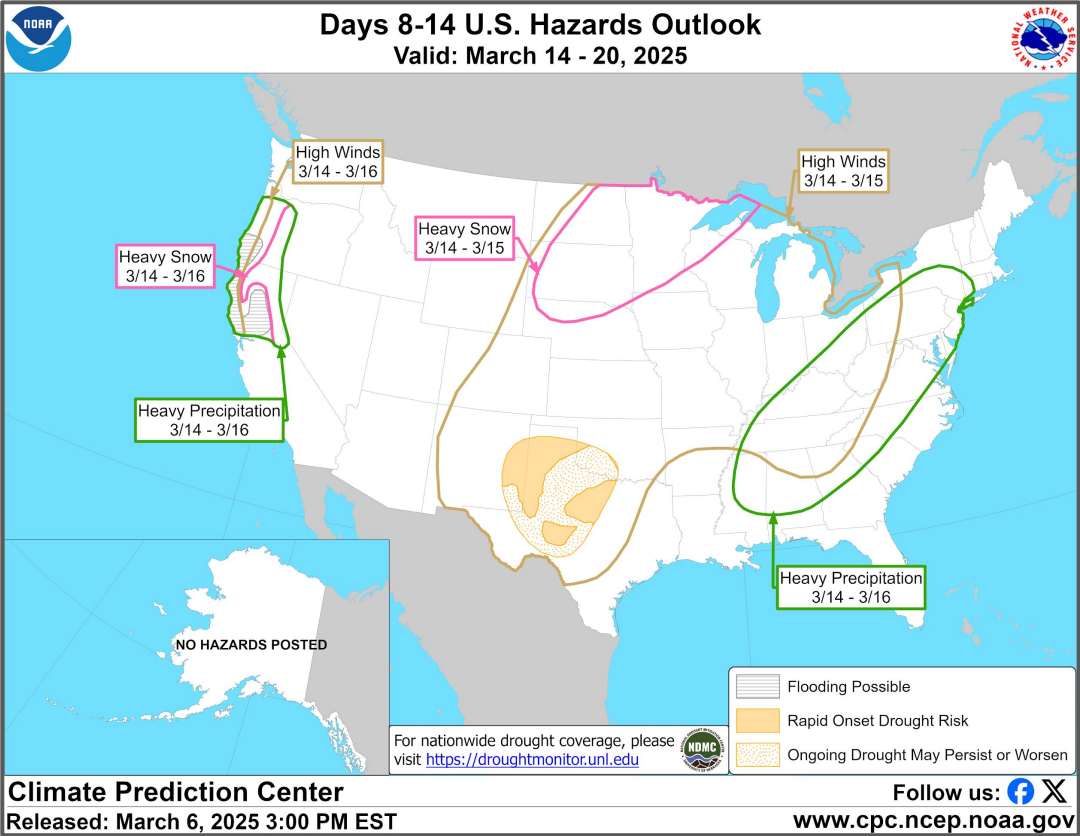 NOAA
Days 8-14 U.S. Hazards Outlook
Valid: March 14 - 20, 2025
NATIONAL WEATHER SERVICE
High Winds
3/14 - 3/16
High Winds
3/14 - 3/15
Heavy Snow
3/14 - 3/15
Heavy Snow
3/14 - 3/16
Heavy Precipitation
3/14 - 3/16
Heavy Precipitation
3/14 - 3/16
NO HAZARDS POSTED
Flooding Possible
Rapid Onset Drought Risk
Ongoing Drought May Persist or Worsen
For nationwide drought coverage, please
visit https://droughtmonitor.unl.edu
NDMC
Climate Prediction Center
Follow us:
Released: March 6, 2025 3:00 PM EST
www.cpc.ncep.noaa.gov